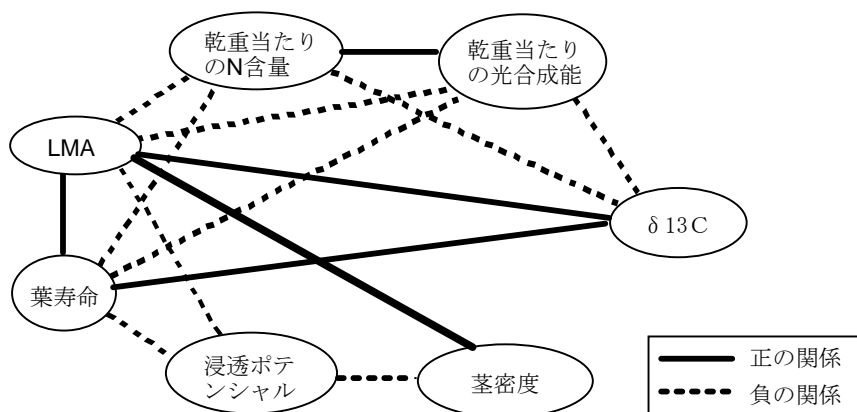 乾重当たり
のN含量
乾重当たり
の光合成能
LMA
δ 13C
葉寿命
浸透ポテ
ンシャル
茎密度
正の関係
負の関係